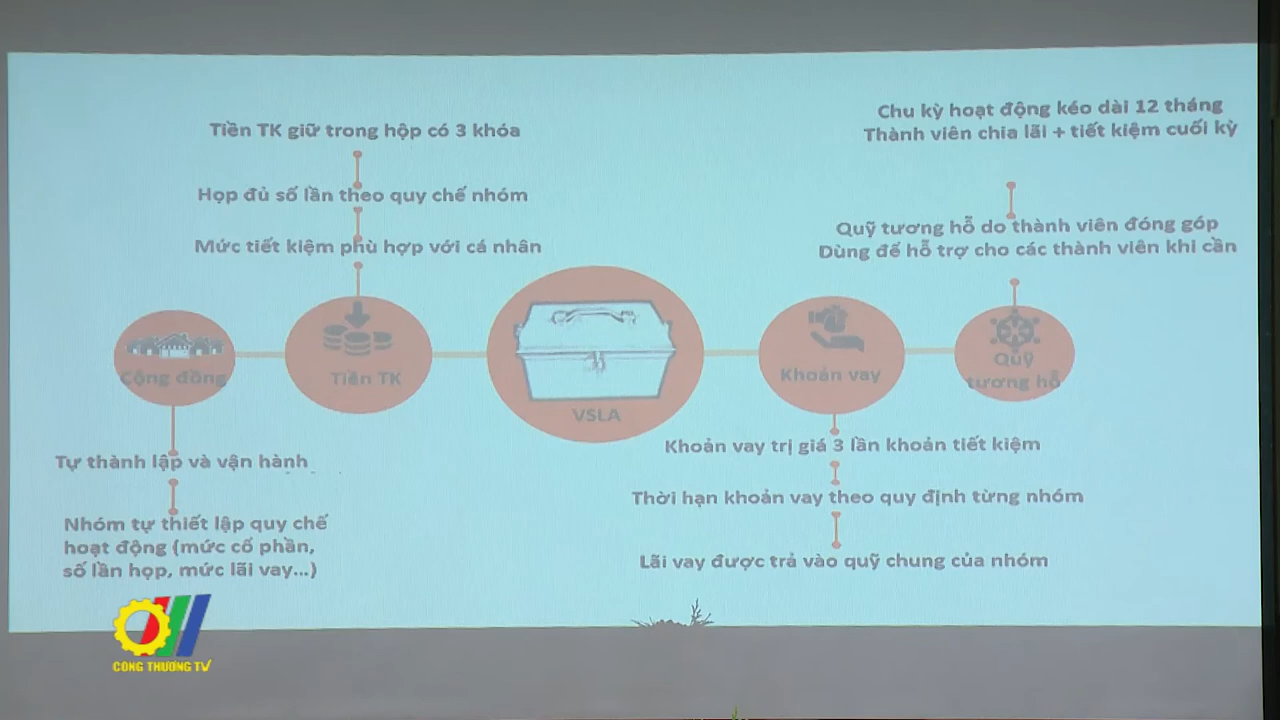 Tiền TK giữ trong hộp có 3 khóa
Họp đủ số lần theo quy chế nhóm
Mức tiết kiệm phù hợp với cá nhân
Chu kỳ hoạt động kéo dài 12 tháng
Thành viên chia lãi + tiết kiệm cuối kỳ
Quỹ tương hỗ do thành viên đóng góp
Dùng để hỗ trợ cho các thành viên khi cần
Cộng đồng
Tiền TK
VSLA
Khoản vay
Quỹ
tương hỗ
Tự thành lập và vận hành
Nhóm tự thiết lập quy chế
hoạt động (mức cổ phần,
số lần họp, mức lãi vay...)
Khoản vay trị giá 3 lần khoản tiết kiệm
Thời hạn khoản vay theo quy định từng nhóm
Lãi vay được trả vào quỹ chung của nhóm
CÔNG THƯƠNG TV